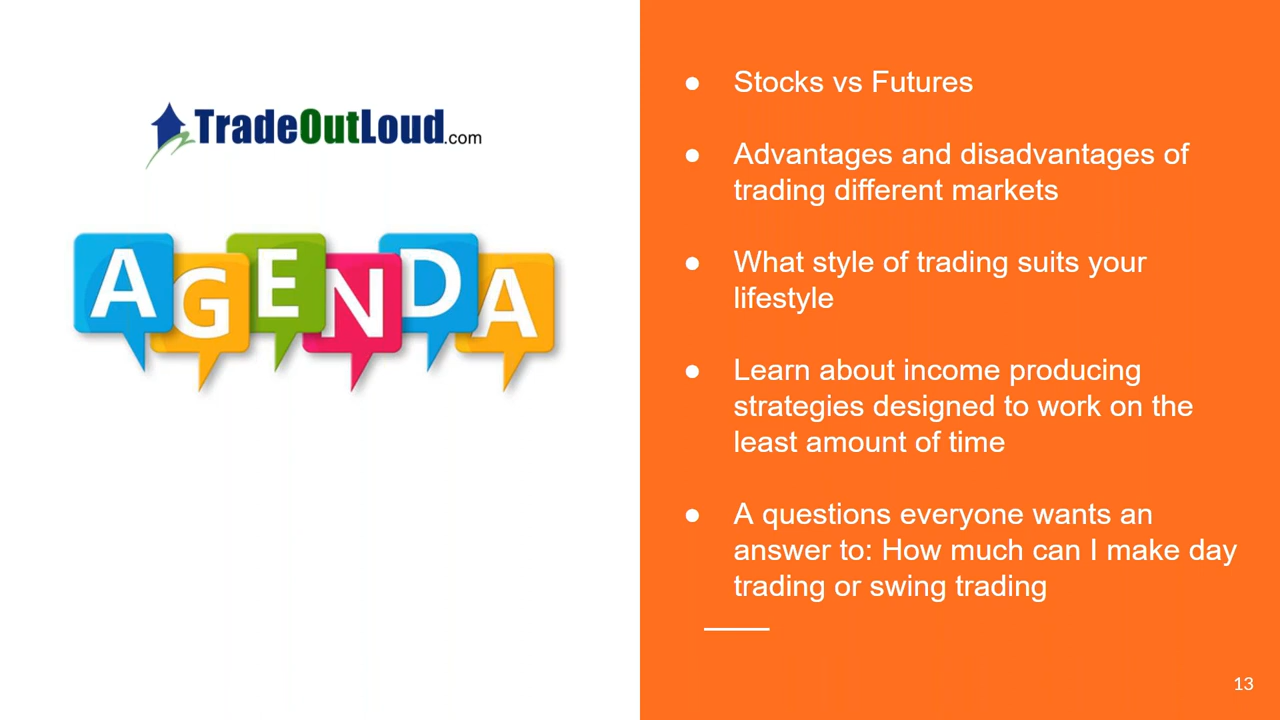 TradeOutLoud.com
AGENDA
● Stocks vs Futures
● Advantages and disadvantages of
trading different markets
● What style of trading suits your
lifestyle
● Learn about income producing
strategies designed to work on the
least amount of time
● A questions everyone wants an
answer to: How much can I make day
trading or swing trading
13